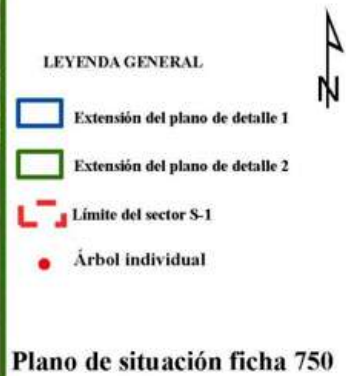 N
LEYENDA GENERAL
Extensión del plano de detalle 1
Extensión del plano de detalle 2
Límite del sector S-1
Árbol individual
Plano de situación ficha 750